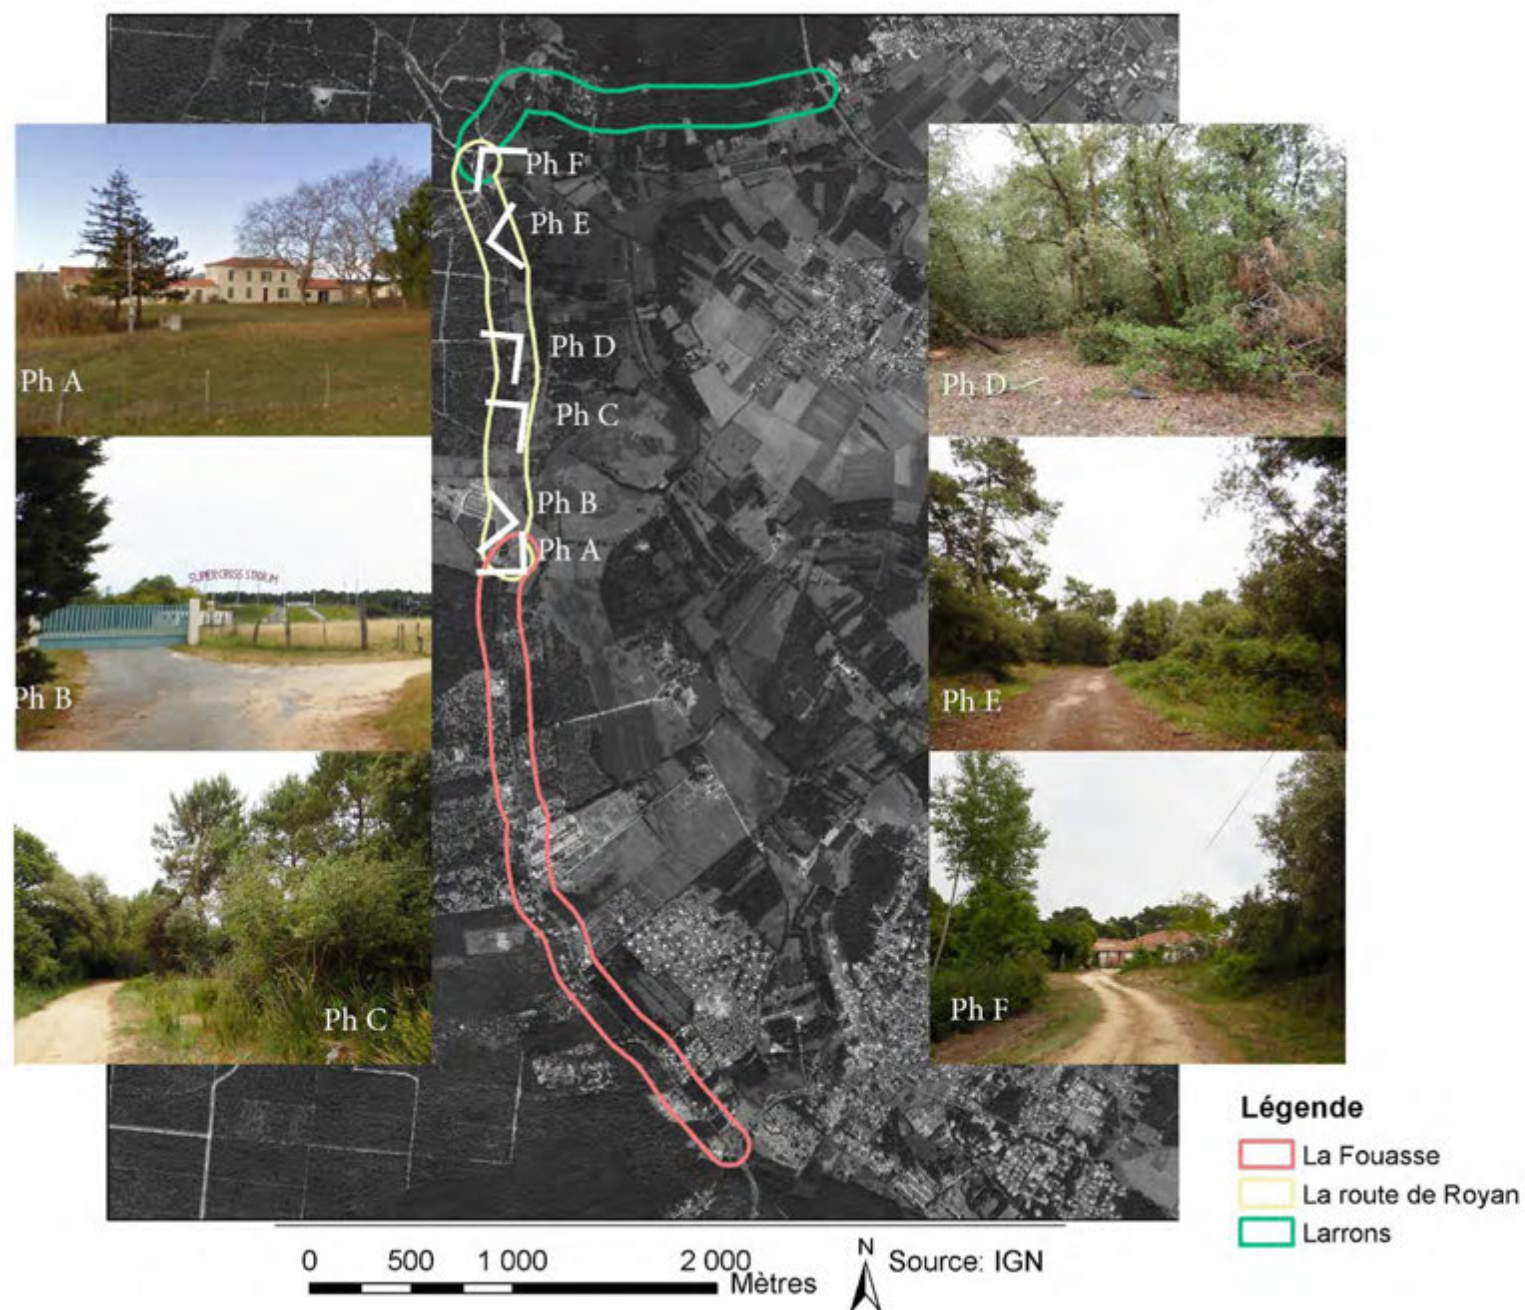 Ph F
Ph E
Ph D
Ph C
Ph B
Ph A
Ph A
SUPERCROSS STADIUM
Ph B
Ph C
Ph D
Ph E
Ph F
Légende
La Fouasse
La route de Royan
Larrons
0 500 1 000 2 000
Mètres
N
Source: IGN